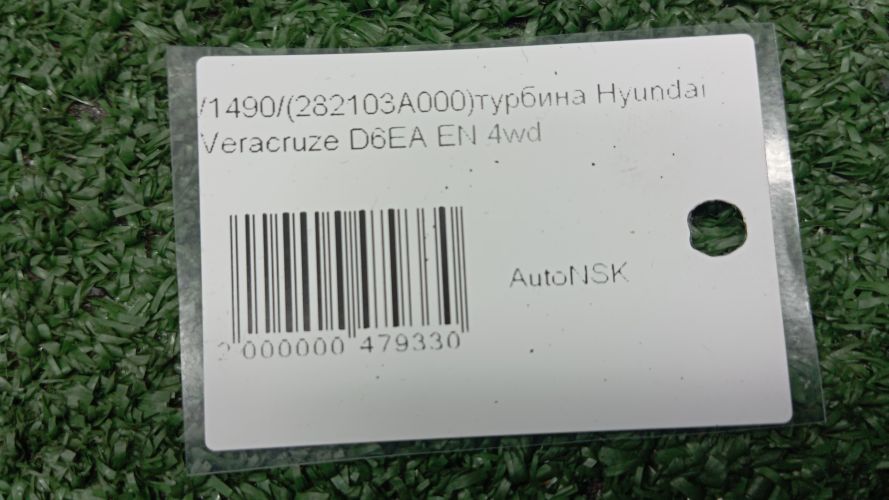 /1490/(282103A000)турбина Hyundai
Veracruze D6EA EN 4wd
AutoNSK
2 000000 479330